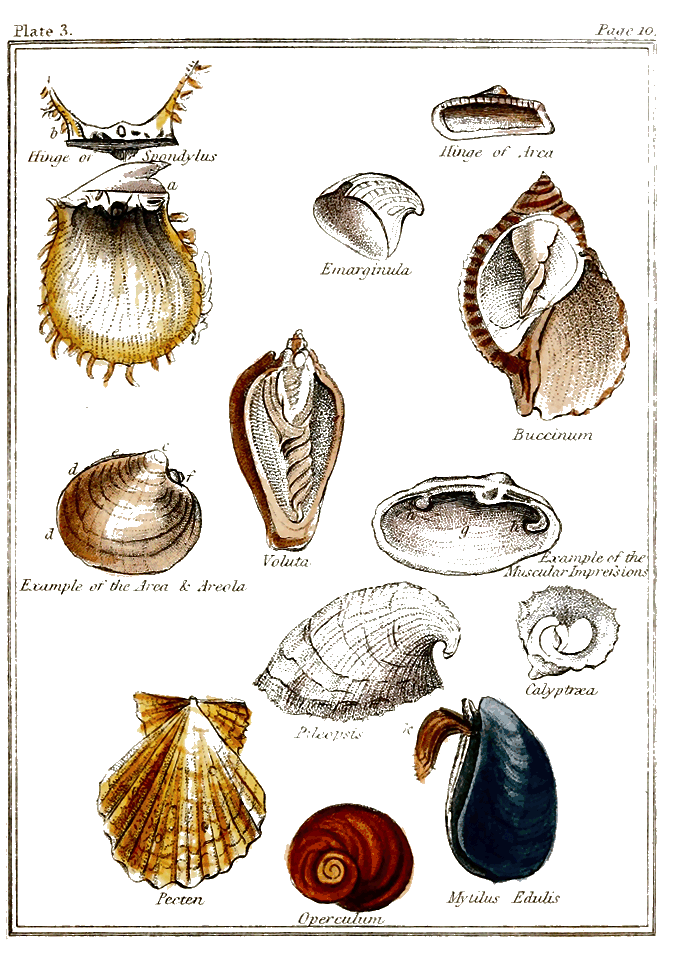 Plate 3.
Page 10.
b
Hinge of Spondylus
a
Hinge of Arca
Emarginula
Buccinum
c
e
d
f
d
Example of the Area & Areola
Voluta
h
g
h
Example of the
Muscular Impressions
Calyptræa
Pileopsis
k
Pecten
Operculum
Mytilus Edulis